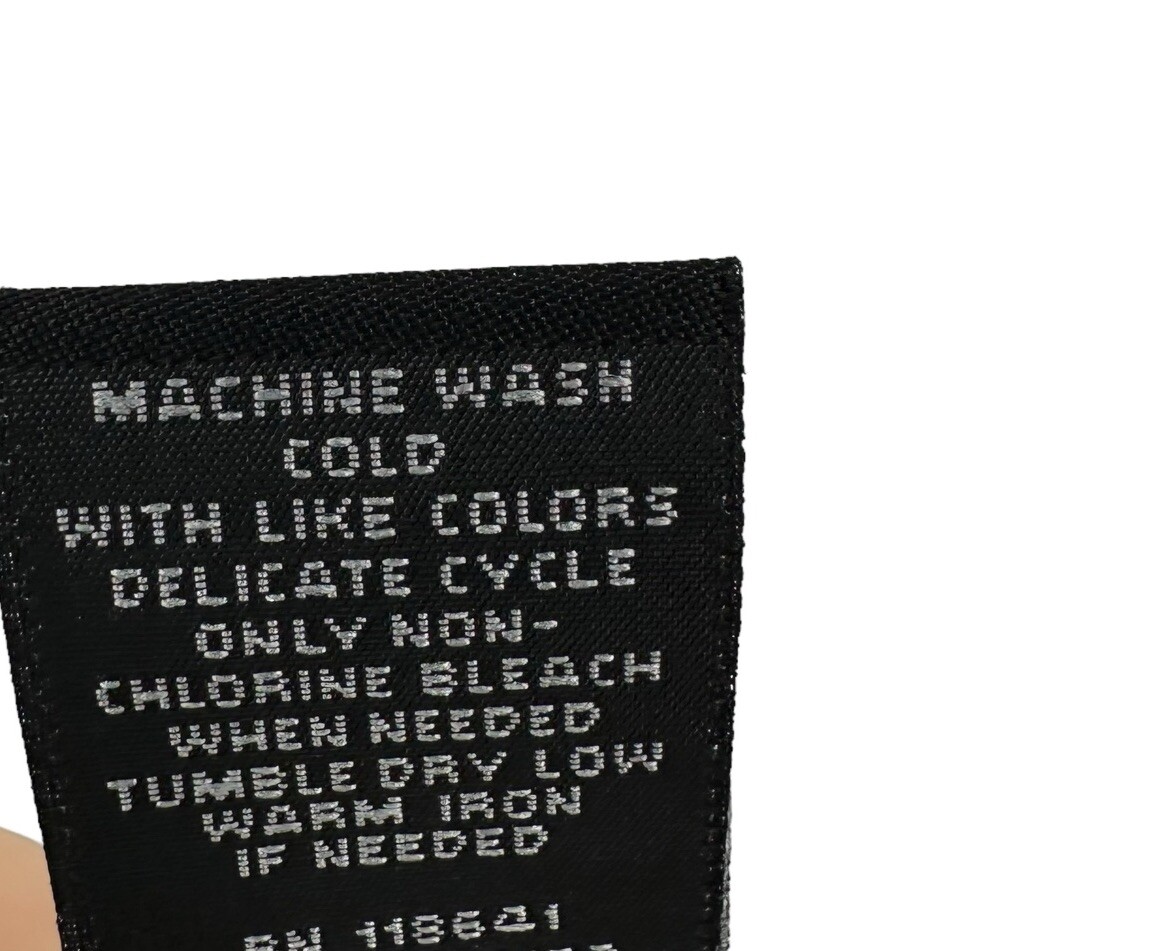 MACHINE WASH
COLD
WITH LIKE COLORS
DELICATE CYCLE
ONLY NON-
CHLORINE BLEACH
WHEN NEEDED
TUMBLE DRY LOW
WARM IRON
IF NEEDED
RN